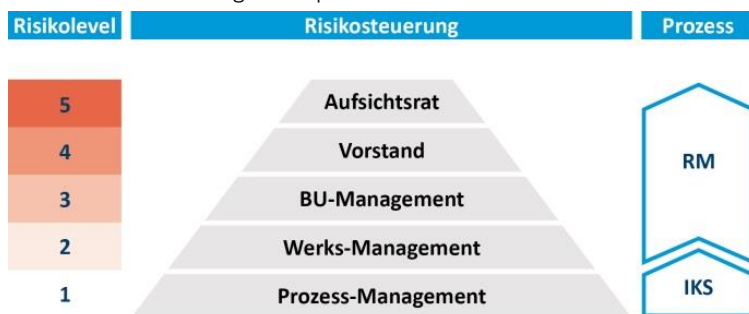 Risikolevel Risikosteuerung Prozess
5 Aufsichtsrat
4 Vorstand
RM
3 BU-Management
2 Werks-Management
1 Prozess-Management IKS